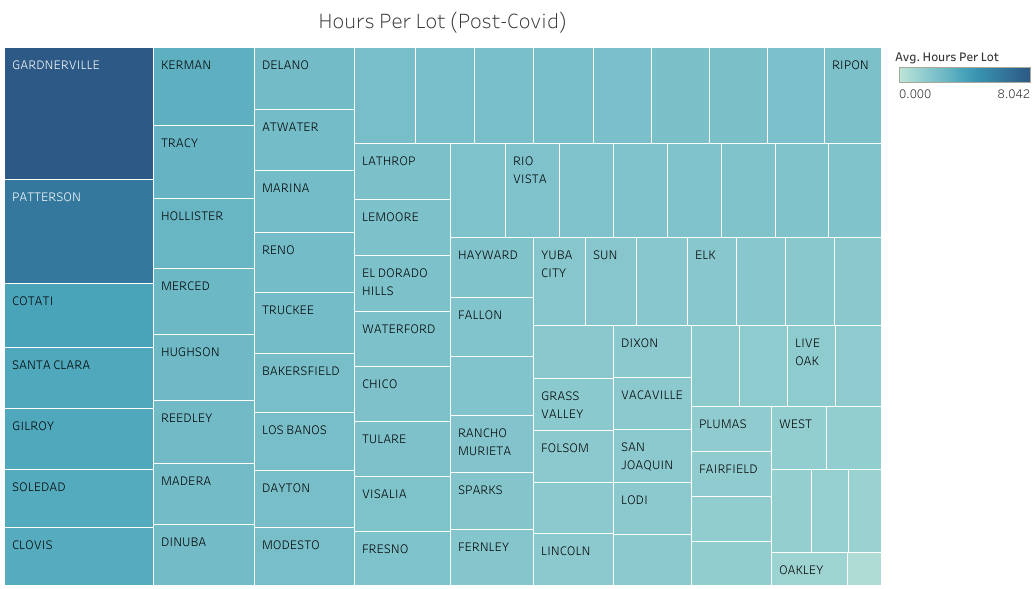 Hours Per Lot (Post-Covid)
GARDNERVILLE
PATTERSON
COTATI
SANTA CLARA
GILROY
SOLEDAD
CLOVIS
KERMAN
TRACY
HOLLISTER
MERCED
HUGHSON
REEDLEY
MADERA
DINUBA
DELANO
ATWATER
MARINA
RENO
TRUCKEE
BAKERSFIELD
LOS BANOS
DAYTON
MODESTO
LATHROP
LEMOORE
EL DORADO
HILLS
WATERFORD
CHICO
TULARE
VISALIA
FRESNO
RIPON
RIO
VISTA
HAYWARD
FALLON
RANCHO
MURIETA
SPARKS
FERNLEY
YUBA
CITY
SUN
ELK
GRASS
VALLEY
FOLSOM
LINCOLN
DIXON
VACAVILLE
SAN
JOAQUIN
LODI
LIVE
OAK
PLUMAS
FAIRFIELD
WEST
OAKLEY
Avg. Hours Per Lot
0.000 8.042